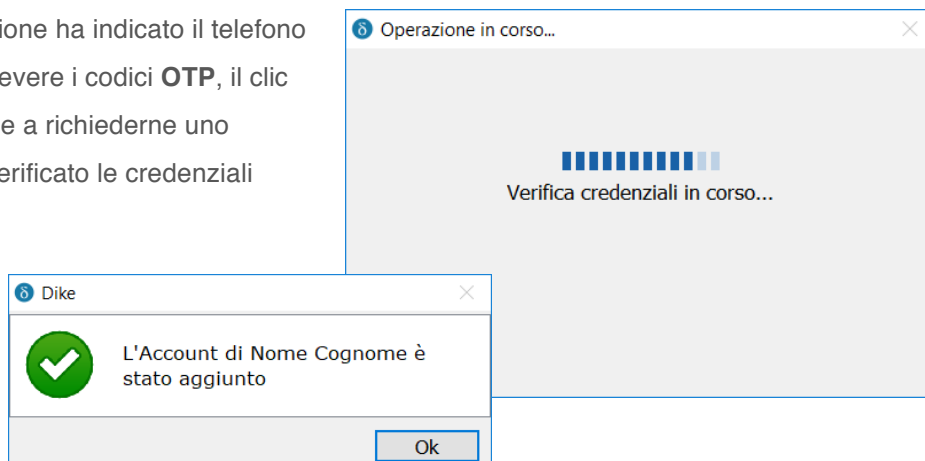 ione ha indicato il telefono
evere i codici OTP, il clic
e a richiederne uno
erificato le credenziali
Operazione in corso...
Verifica credenziali in corso...
Dike
L'Account di Nome Cognome è
stato aggiunto
Ok